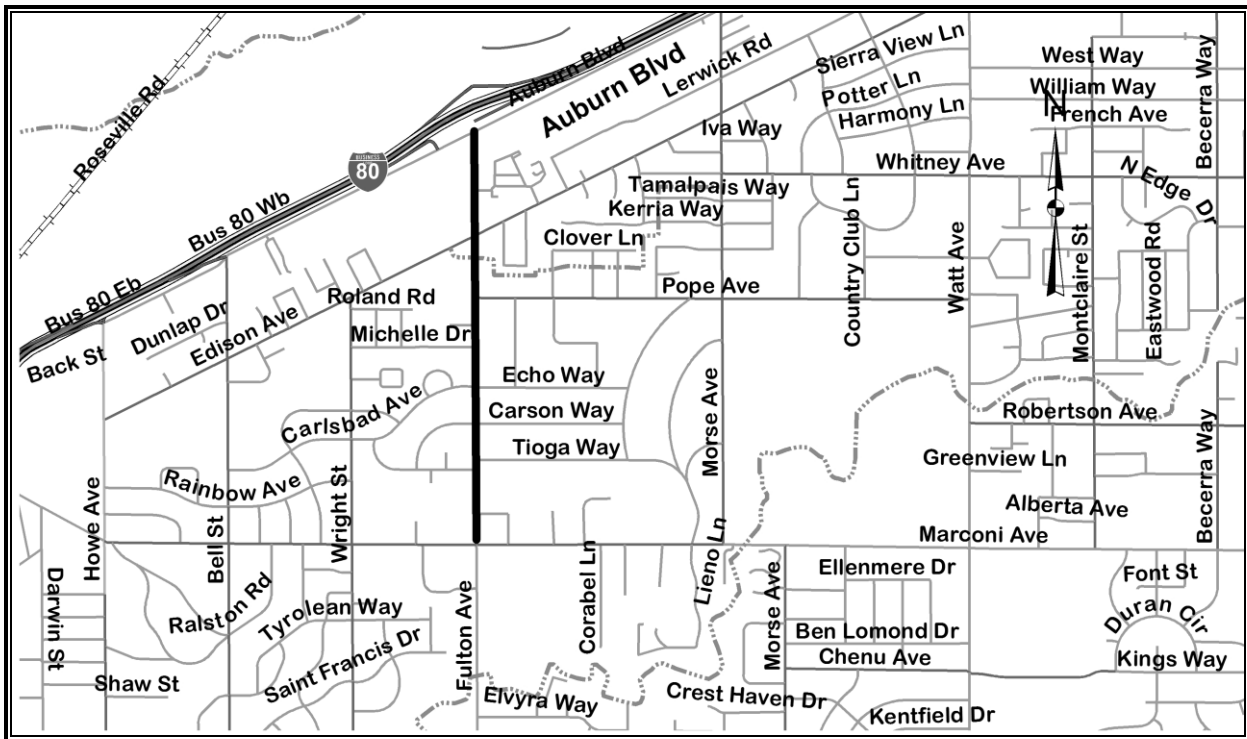 Sierra View Ln
West Way
Becerra Way
Auburn Blvd
Auburn Blvd
Lerwick Rd
Potter Ln
William Way
N
French Ave
Harmony Ln
Roseville Rd
Iva Way
Whitney Ave
BUSINESS
80
Tamalpais Way
N Edge Dr
Kerria Way
Bus 80 Wb
Clover Ln
Country Club Ln
Watt Ave
Montclaire St
Eastwood Rd
Bus 80 Eb
Roland Rd
Pope Ave
Dunlap Dr
Edison Ave
Michelle Dr
Back St
Echo Way
Carlsbad Ave
Carson Way
Morse Ave
Robertson Ave
Tioga Way
Greenview Ln
Becerra Way
Rainbow Ave
Wright St
Alberta Ave
Howe Ave
Bell St
Marconi Ave
Lieno Ln
Corabel Ln
Ellenmere Dr
Font St
Darwin St
Ralston Rd
Tyrolean Way
Fulton Ave
Morse Ave
Duran Cir
Ben Lomond Dr
Saint Francis Dr
Chenu Ave
Kings Way
Shaw St
Elvyra Way
Crest Haven Dr
Kentfield Dr